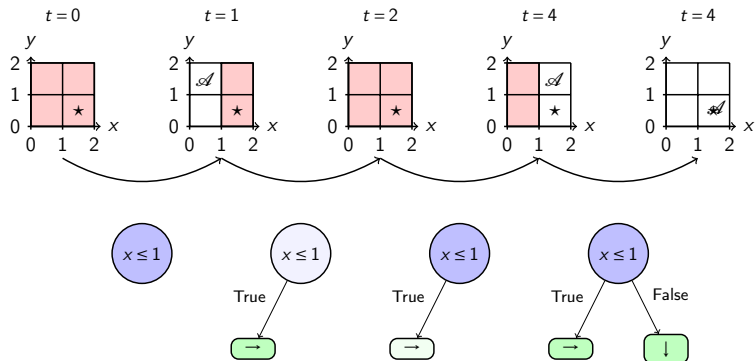 t = 0 t = 1 t = 2 t = 4 t = 4
y y y y y
2 2 2 2 2
𝒜 𝒜
1 1 1 1 1
⋆ ⋆ ⋆ ⋆ 𝒜
0 x 0 x 0 x 0 x 0 x
0 1 2 0 1 2 0 1 2 0 1 2 0 1 2
x ≤ 1 x ≤ 1 x ≤ 1 x ≤ 1
True True True False
→ → → ↓